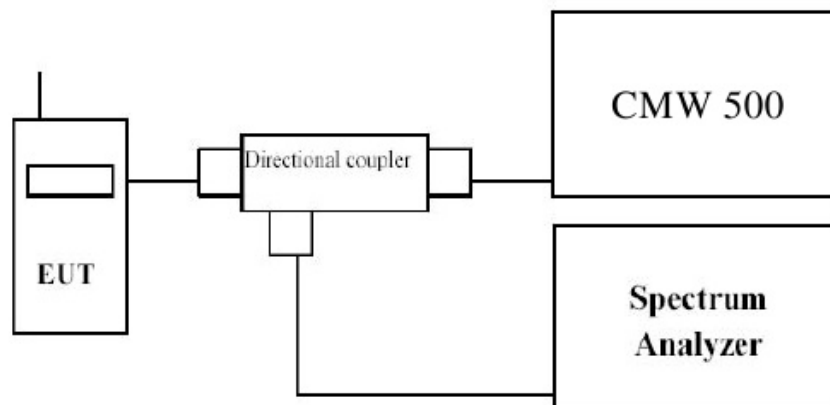 CMW 500
Directional coupler
EUT
Spectrum
Analyzer